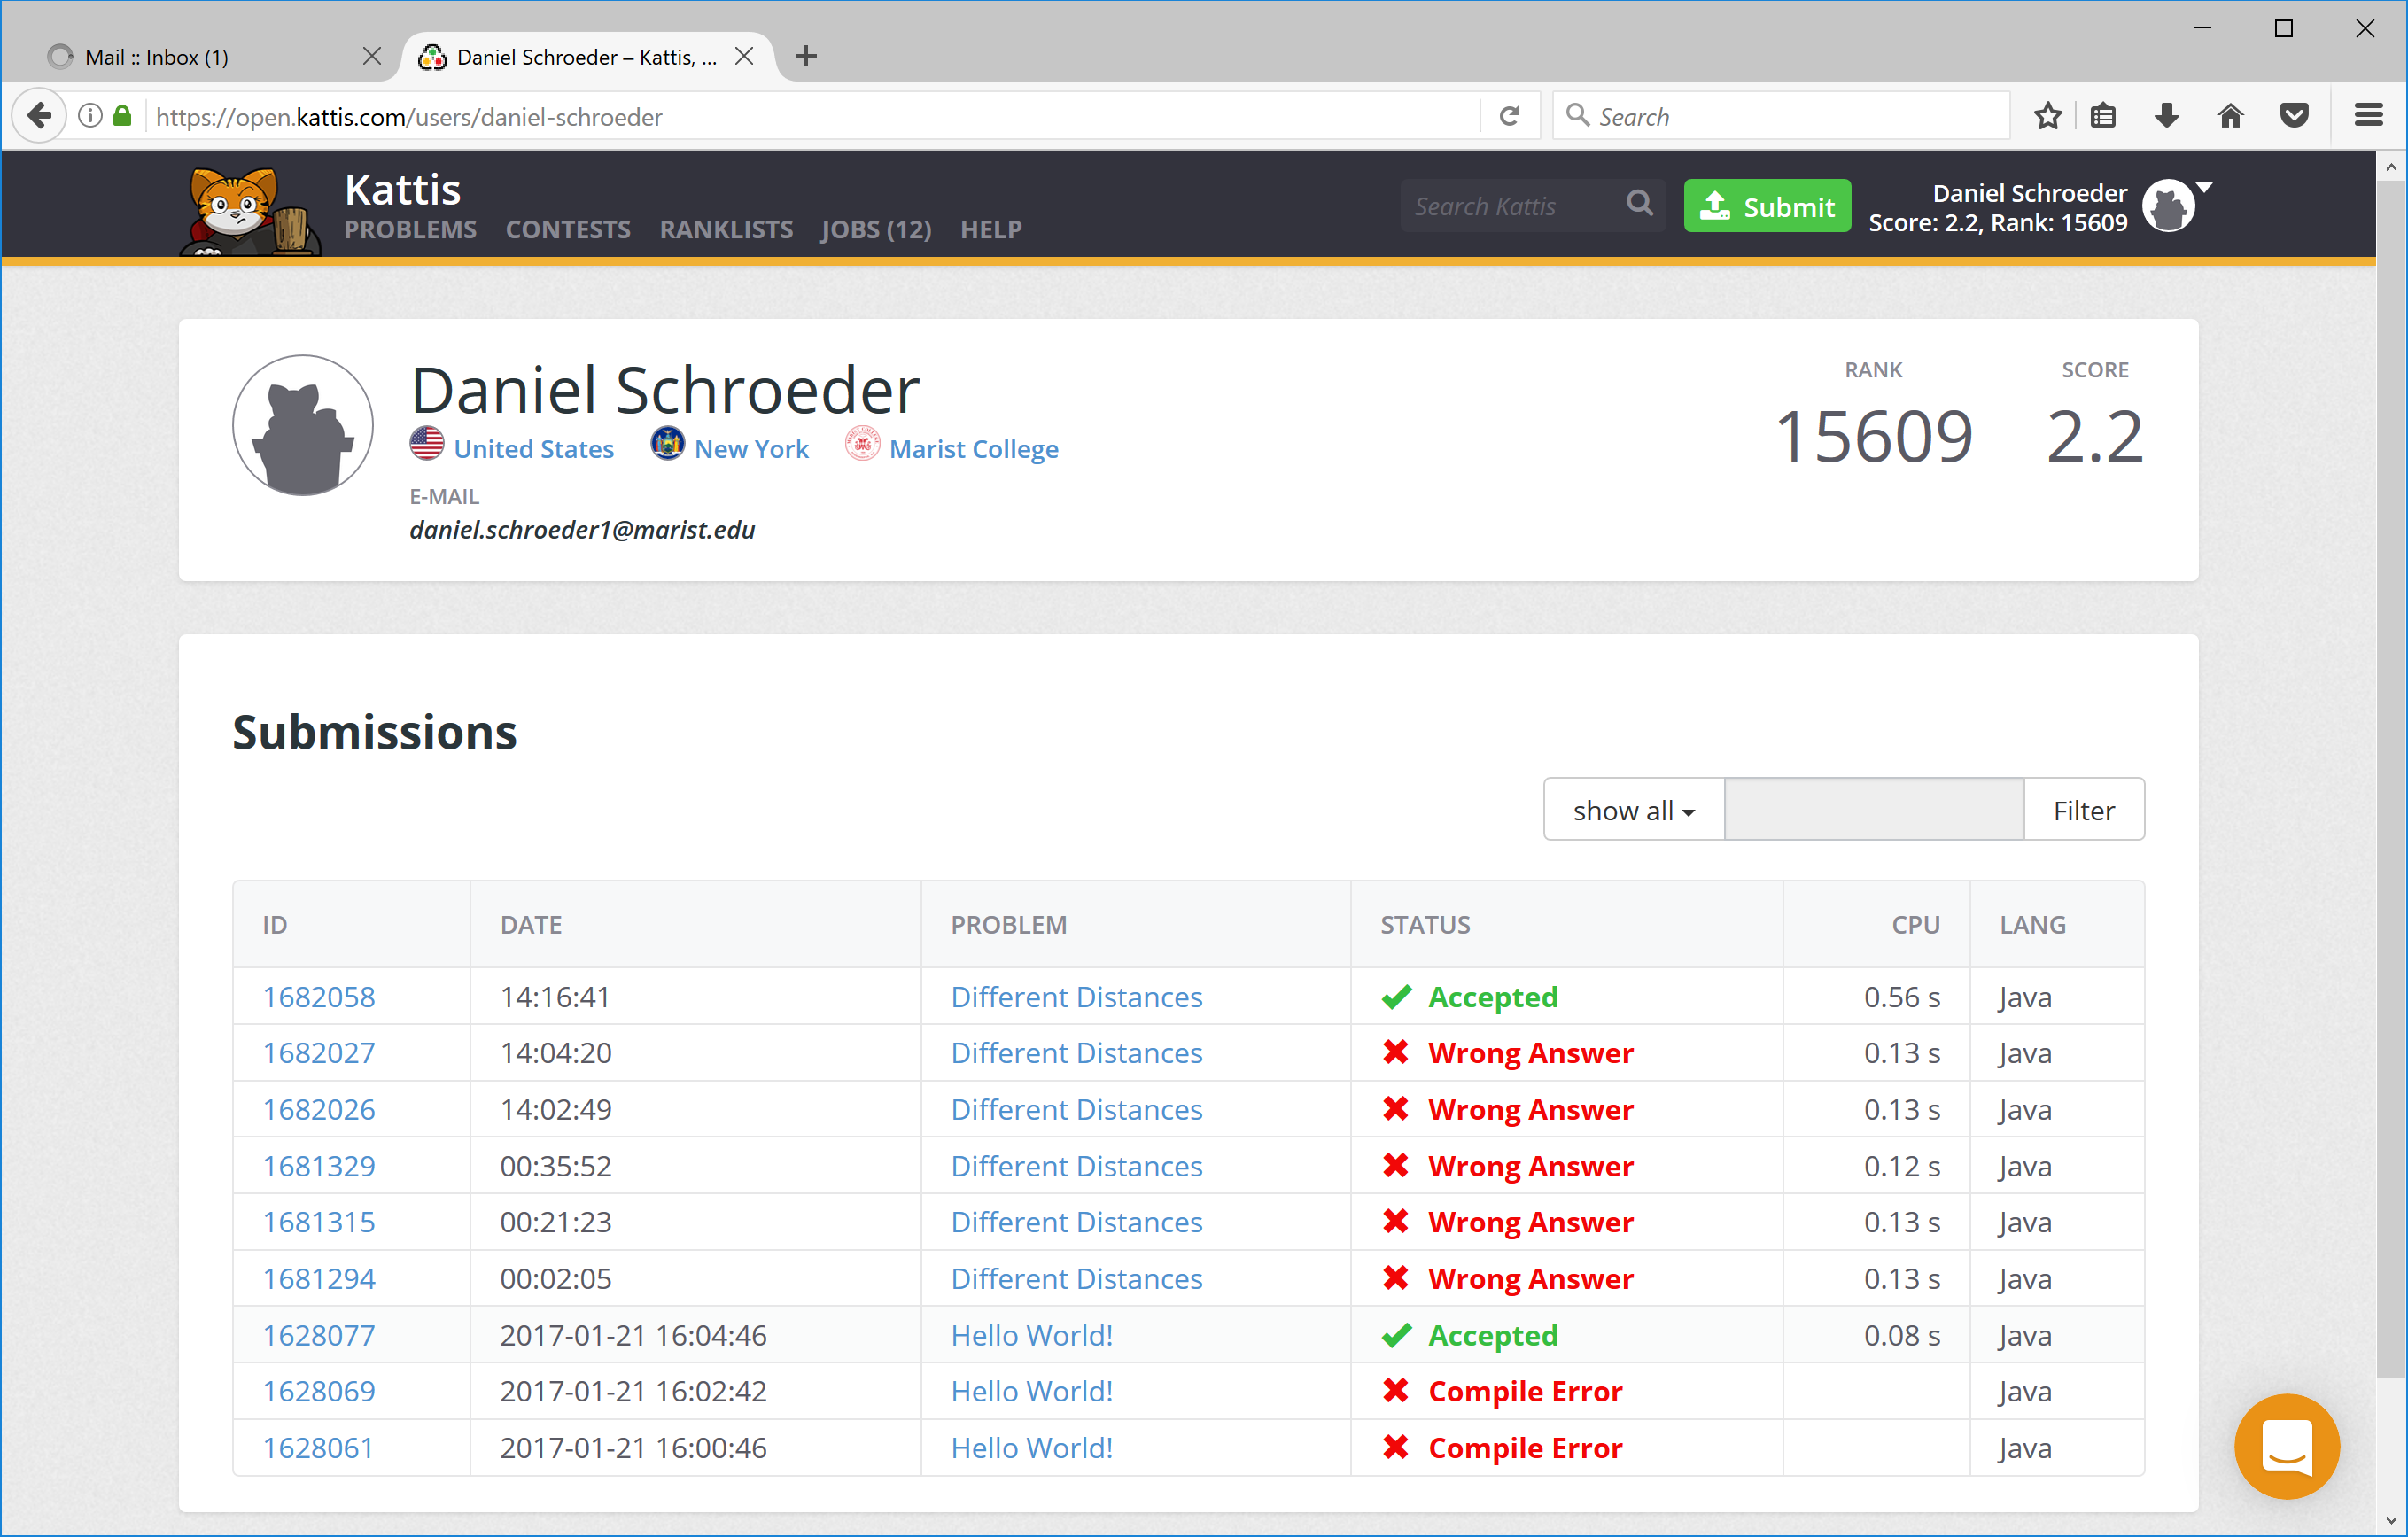 Mail :: Inbox (1)
Daniel Schroeder – Kattis, ...
https://open.kattis.com/users/daniel-schroeder
Search
Kattis
PROBLEMS CONTESTS RANKLISTS JOBS (12) HELP
Search Kattis
Submit
Daniel Schroeder
Score: 2.2, Rank: 15609
Daniel Schroeder
United States New York Marist College
E-MAIL
daniel.schroeder1@marist.edu
RANK SCORE
15609 2.2
Submissions
show all Filter
ID DATE PROBLEM STATUS CPU LANG
1682058 14:16:41 Different Distances Accepted 0.56 s Java
1682027 14:04:20 Different Distances Wrong Answer 0.13 s Java
1682026 14:02:49 Different Distances Wrong Answer 0.13 s Java
1681329 00:35:52 Different Distances Wrong Answer 0.12 s Java
1681315 00:21:23 Different Distances Wrong Answer 0.13 s Java
1681294 00:02:05 Different Distances Wrong Answer 0.13 s Java
1628077 2017-01-21 16:04:46 Hello World! Accepted 0.08 s Java
1628069 2017-01-21 16:02:42 Hello World! Compile Error Java
1628061 2017-01-21 16:00:46 Hello World! Compile Error Java